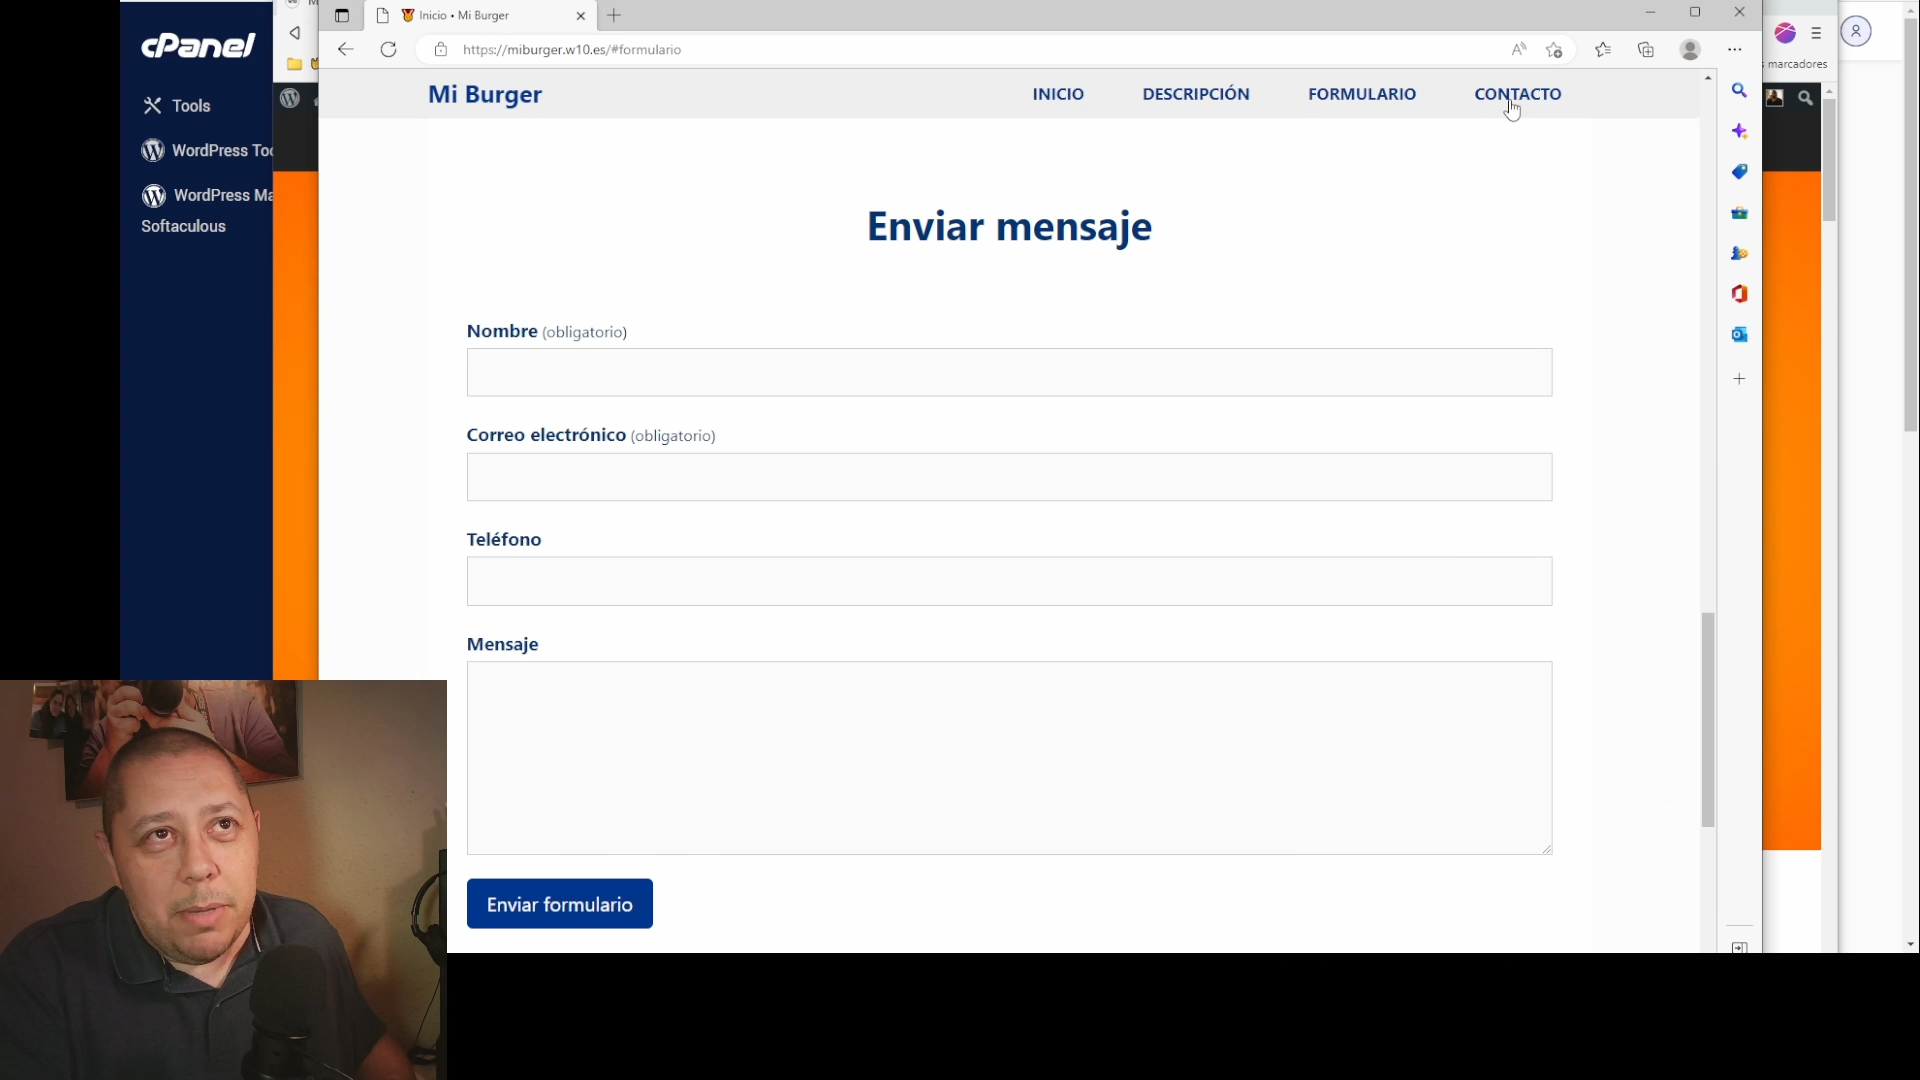 cPanel
Tools
WordPress Too
WordPress Ma
Softaculous
Inicio • Mi Burger
https://miburger.w10.es/#formulario
marcadores
Mi Burger
INICIO
DESCRIPCIÓN
FORMULARIO
CONTACTO
Enviar mensaje
Nombre (obligatorio)
Correo electrónico (obligatorio)
Teléfono
Mensaje
Enviar formulario